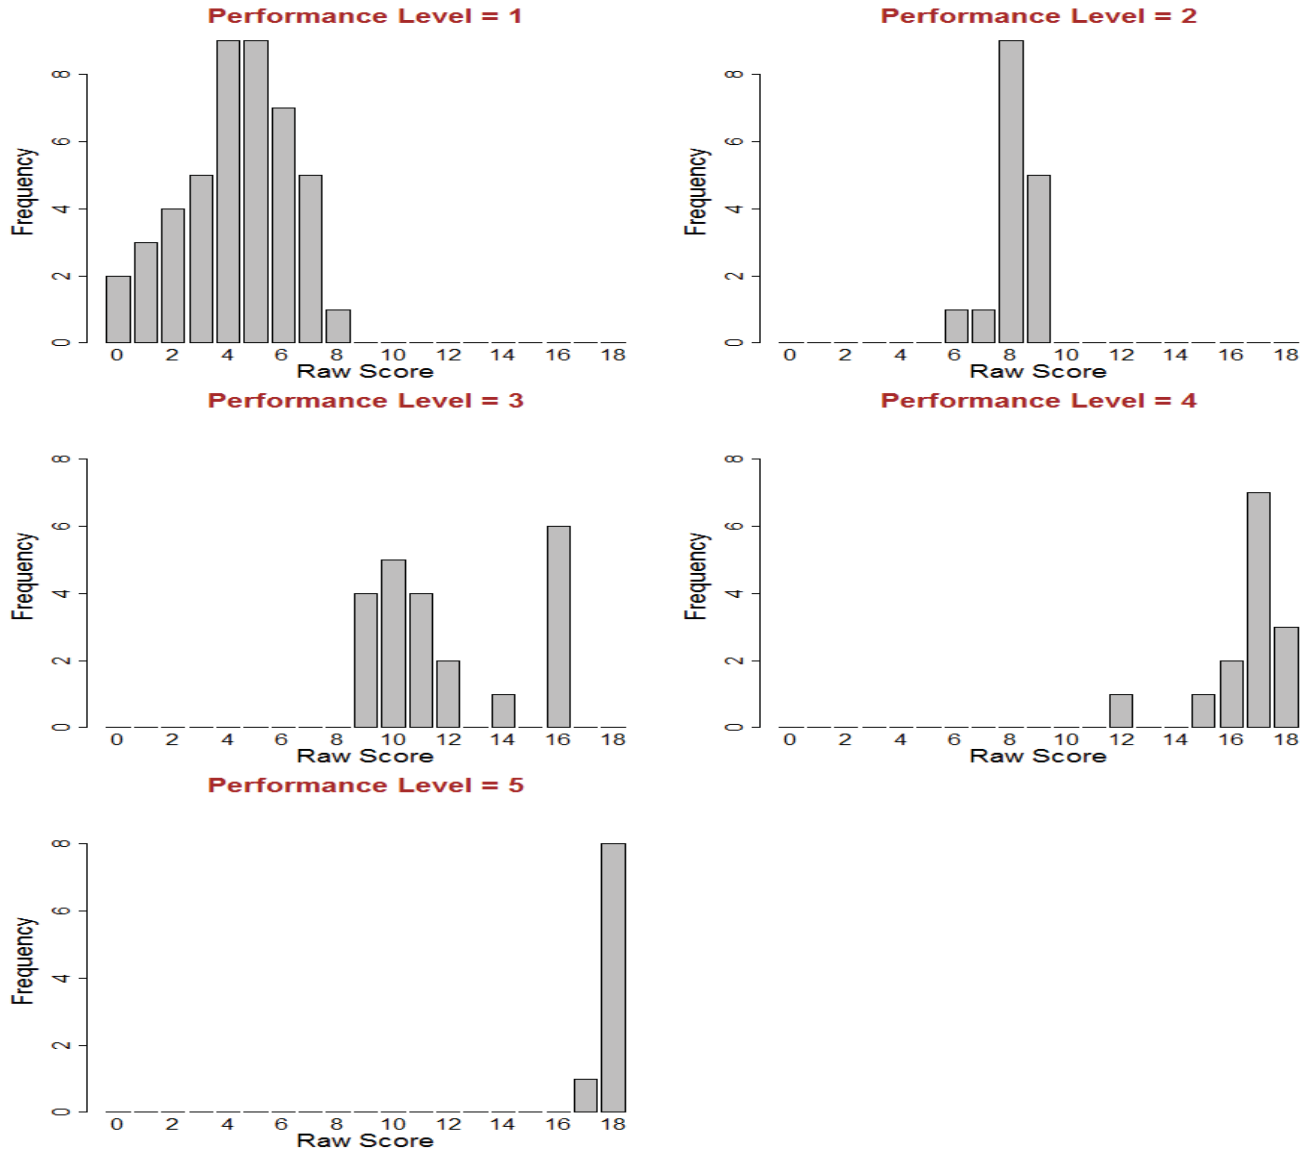 Performance Level = 1
Frequency
8
6
4
2
0
0 2 4 6 8 10 12 14 16 18
Raw Score
Performance Level = 2
Frequency
8
6
4
2
0
0 2 4 6 8 10 12 14 16 18
Raw Score
Performance Level = 3
Frequency
8
6
4
2
0
0 2 4 6 8 10 12 14 16 18
Raw Score
Performance Level = 4
Frequency
8
6
4
2
0
0 2 4 6 8 10 12 14 16 18
Raw Score
Performance Level = 5
Frequency
8
6
4
2
0
0 2 4 6 8 10 12 14 16 18
Raw Score